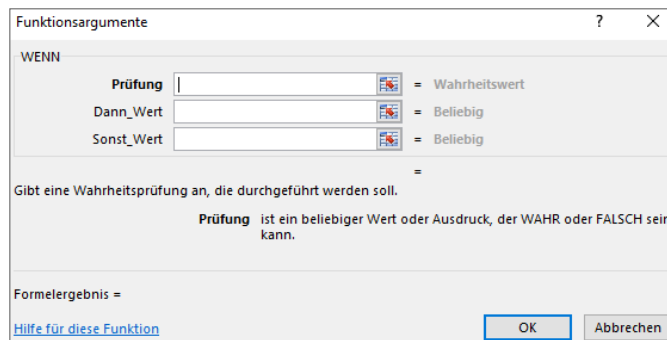 Funktionsargumente ? ×
WENN
Prüfung = Wahrheitswert
Dann_Wert = Beliebig
Sonst_Wert = Beliebig
=
Gibt eine Wahrheitsprüfung an, die durchgeführt werden soll.
Prüfung ist ein beliebiger Wert oder Ausdruck, der WAHR oder FALSCH sein
kann.
Formelergebnis =
Hilfe für diese Funktion OK Abbrechen